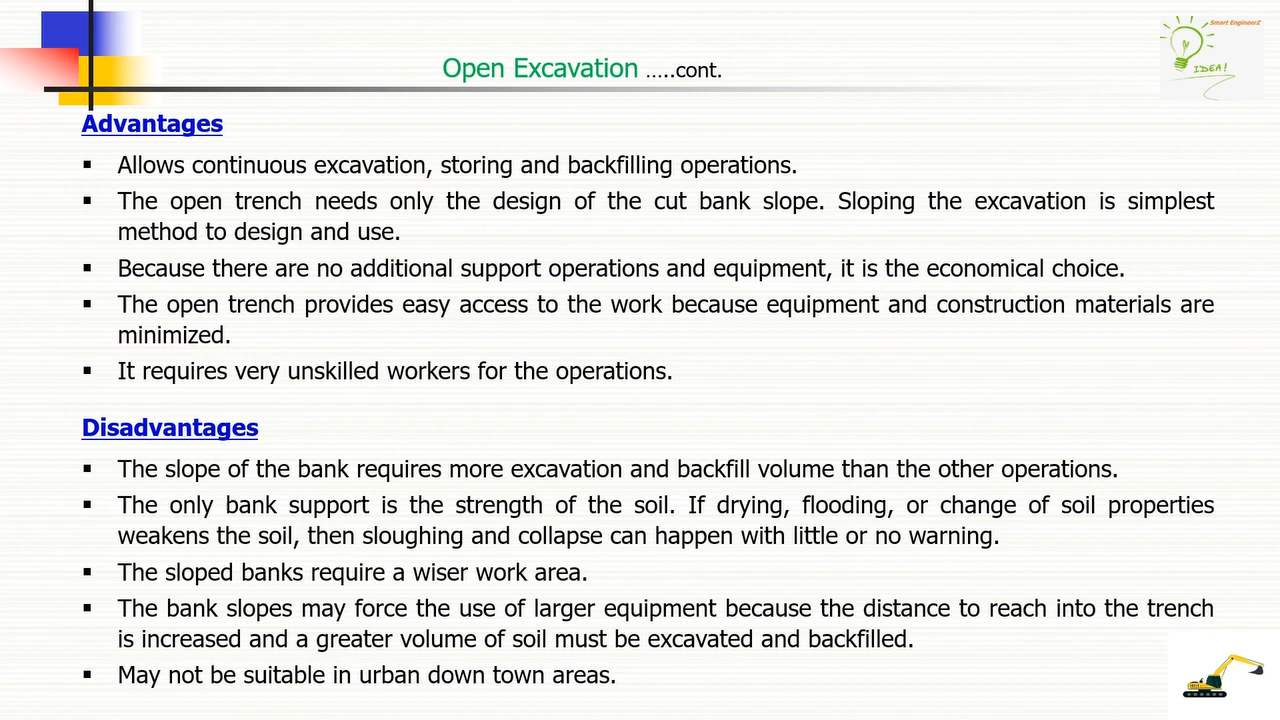 Smart EngineerZ
IDEA!
Open Excavation …..cont.
Advantages
▪ Allows continuous excavation, storing and backfilling operations.
▪ The open trench needs only the design of the cut bank slope. Sloping the excavation is simplest
method to design and use.
▪ Because there are no additional support operations and equipment, it is the economical choice.
▪ The open trench provides easy access to the work because equipment and construction materials are
minimized.
▪ It requires very unskilled workers for the operations.
Disadvantages
▪ The slope of the bank requires more excavation and backfill volume than the other operations.
▪ The only bank support is the strength of the soil. If drying, flooding, or change of soil properties
weakens the soil, then sloughing and collapse can happen with little or no warning.
▪ The sloped banks require a wiser work area.
▪ The bank slopes may force the use of larger equipment because the distance to reach into the trench
is increased and a greater volume of soil must be excavated and backfilled.
▪ May not be suitable in urban down town areas.